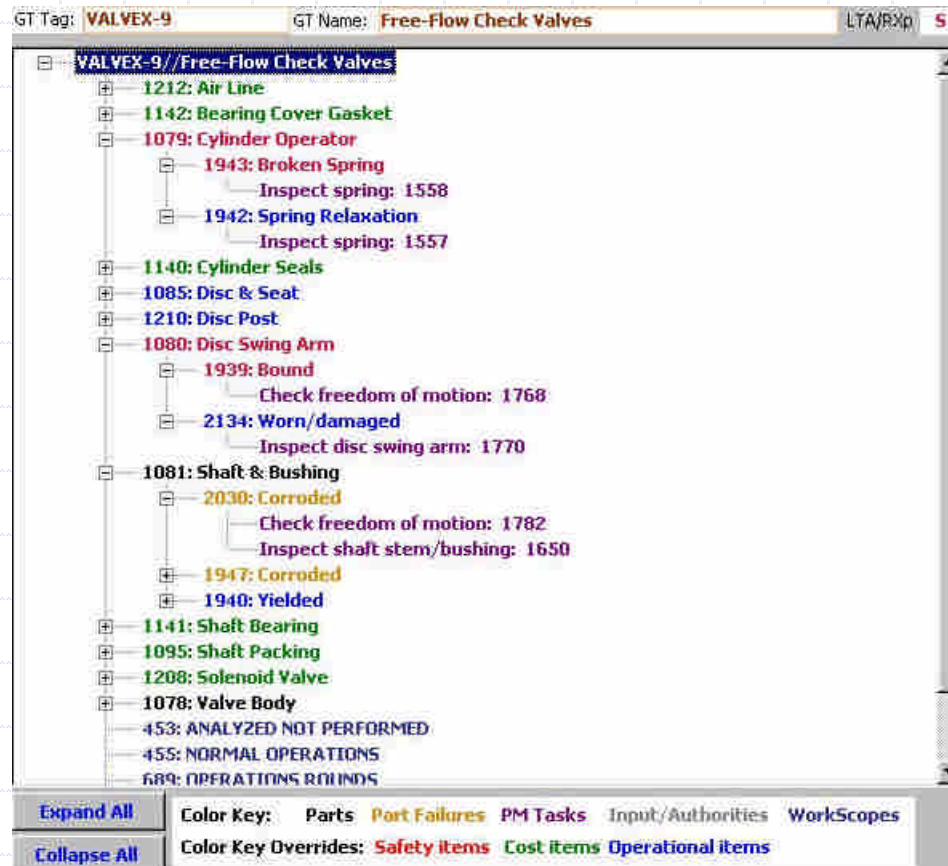 GT Tag: VALVEX-9 GT Name: Free-Flow Check Valves LTA/RXp S
VALVEX-9//Free-Flow Check Valves
1212: Air Line
1142: Bearing Cover Gasket
1079: Cylinder Operator
1943: Broken Spring
Inspect spring: 1558
1942: Spring Relaxation
Inspect spring: 1557
1140: Cylinder Seals
1085: Disc & Seat
1210: Disc Post
1080: Disc Swing Arm
1939: Bound
Check freedom of motion: 1768
2134: Worn/damaged
Inspect disc swing arm: 1770
1081: Shaft & Bushing
2030: Corroded
Check freedom of motion: 1782
Inspect shaft stem/bushing: 1650
1947: Corroded
1940: Yielded
1141: Shaft Bearing
1095: Shaft Packing
1208: Solenoid Valve
1078: Valve Body
453: ANALYZED NOT PERFORMED
455: NORMAL OPERATIONS
689: OPERATIONS ROUNDS
Expand All
Color Key: Parts Part Failures PM Tasks Input/Authorities WorkScopes
Collapse All
Color Key Overrides: Safety items Cost items Operational items